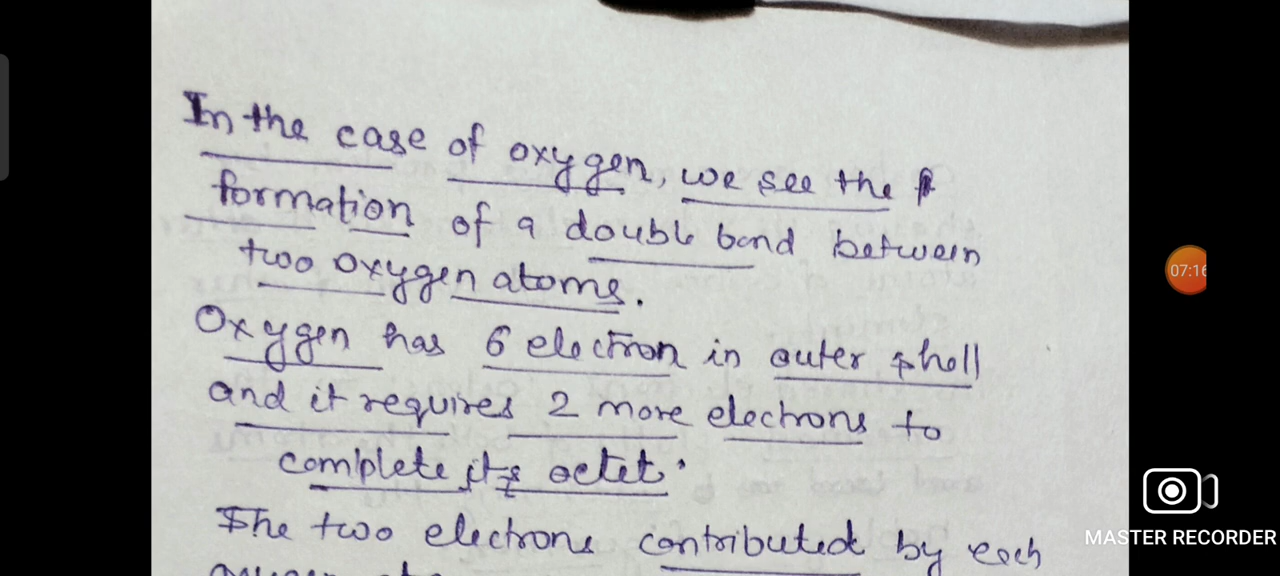 In the case of oxygen, we see the
formation of a double bond between
two oxygen atoms.
Oxygen has 6 electron in outer shell
and it requires 2 more electrons to
complete its octet.
The two electrons contributed by each
07:16
MASTER RECORDER